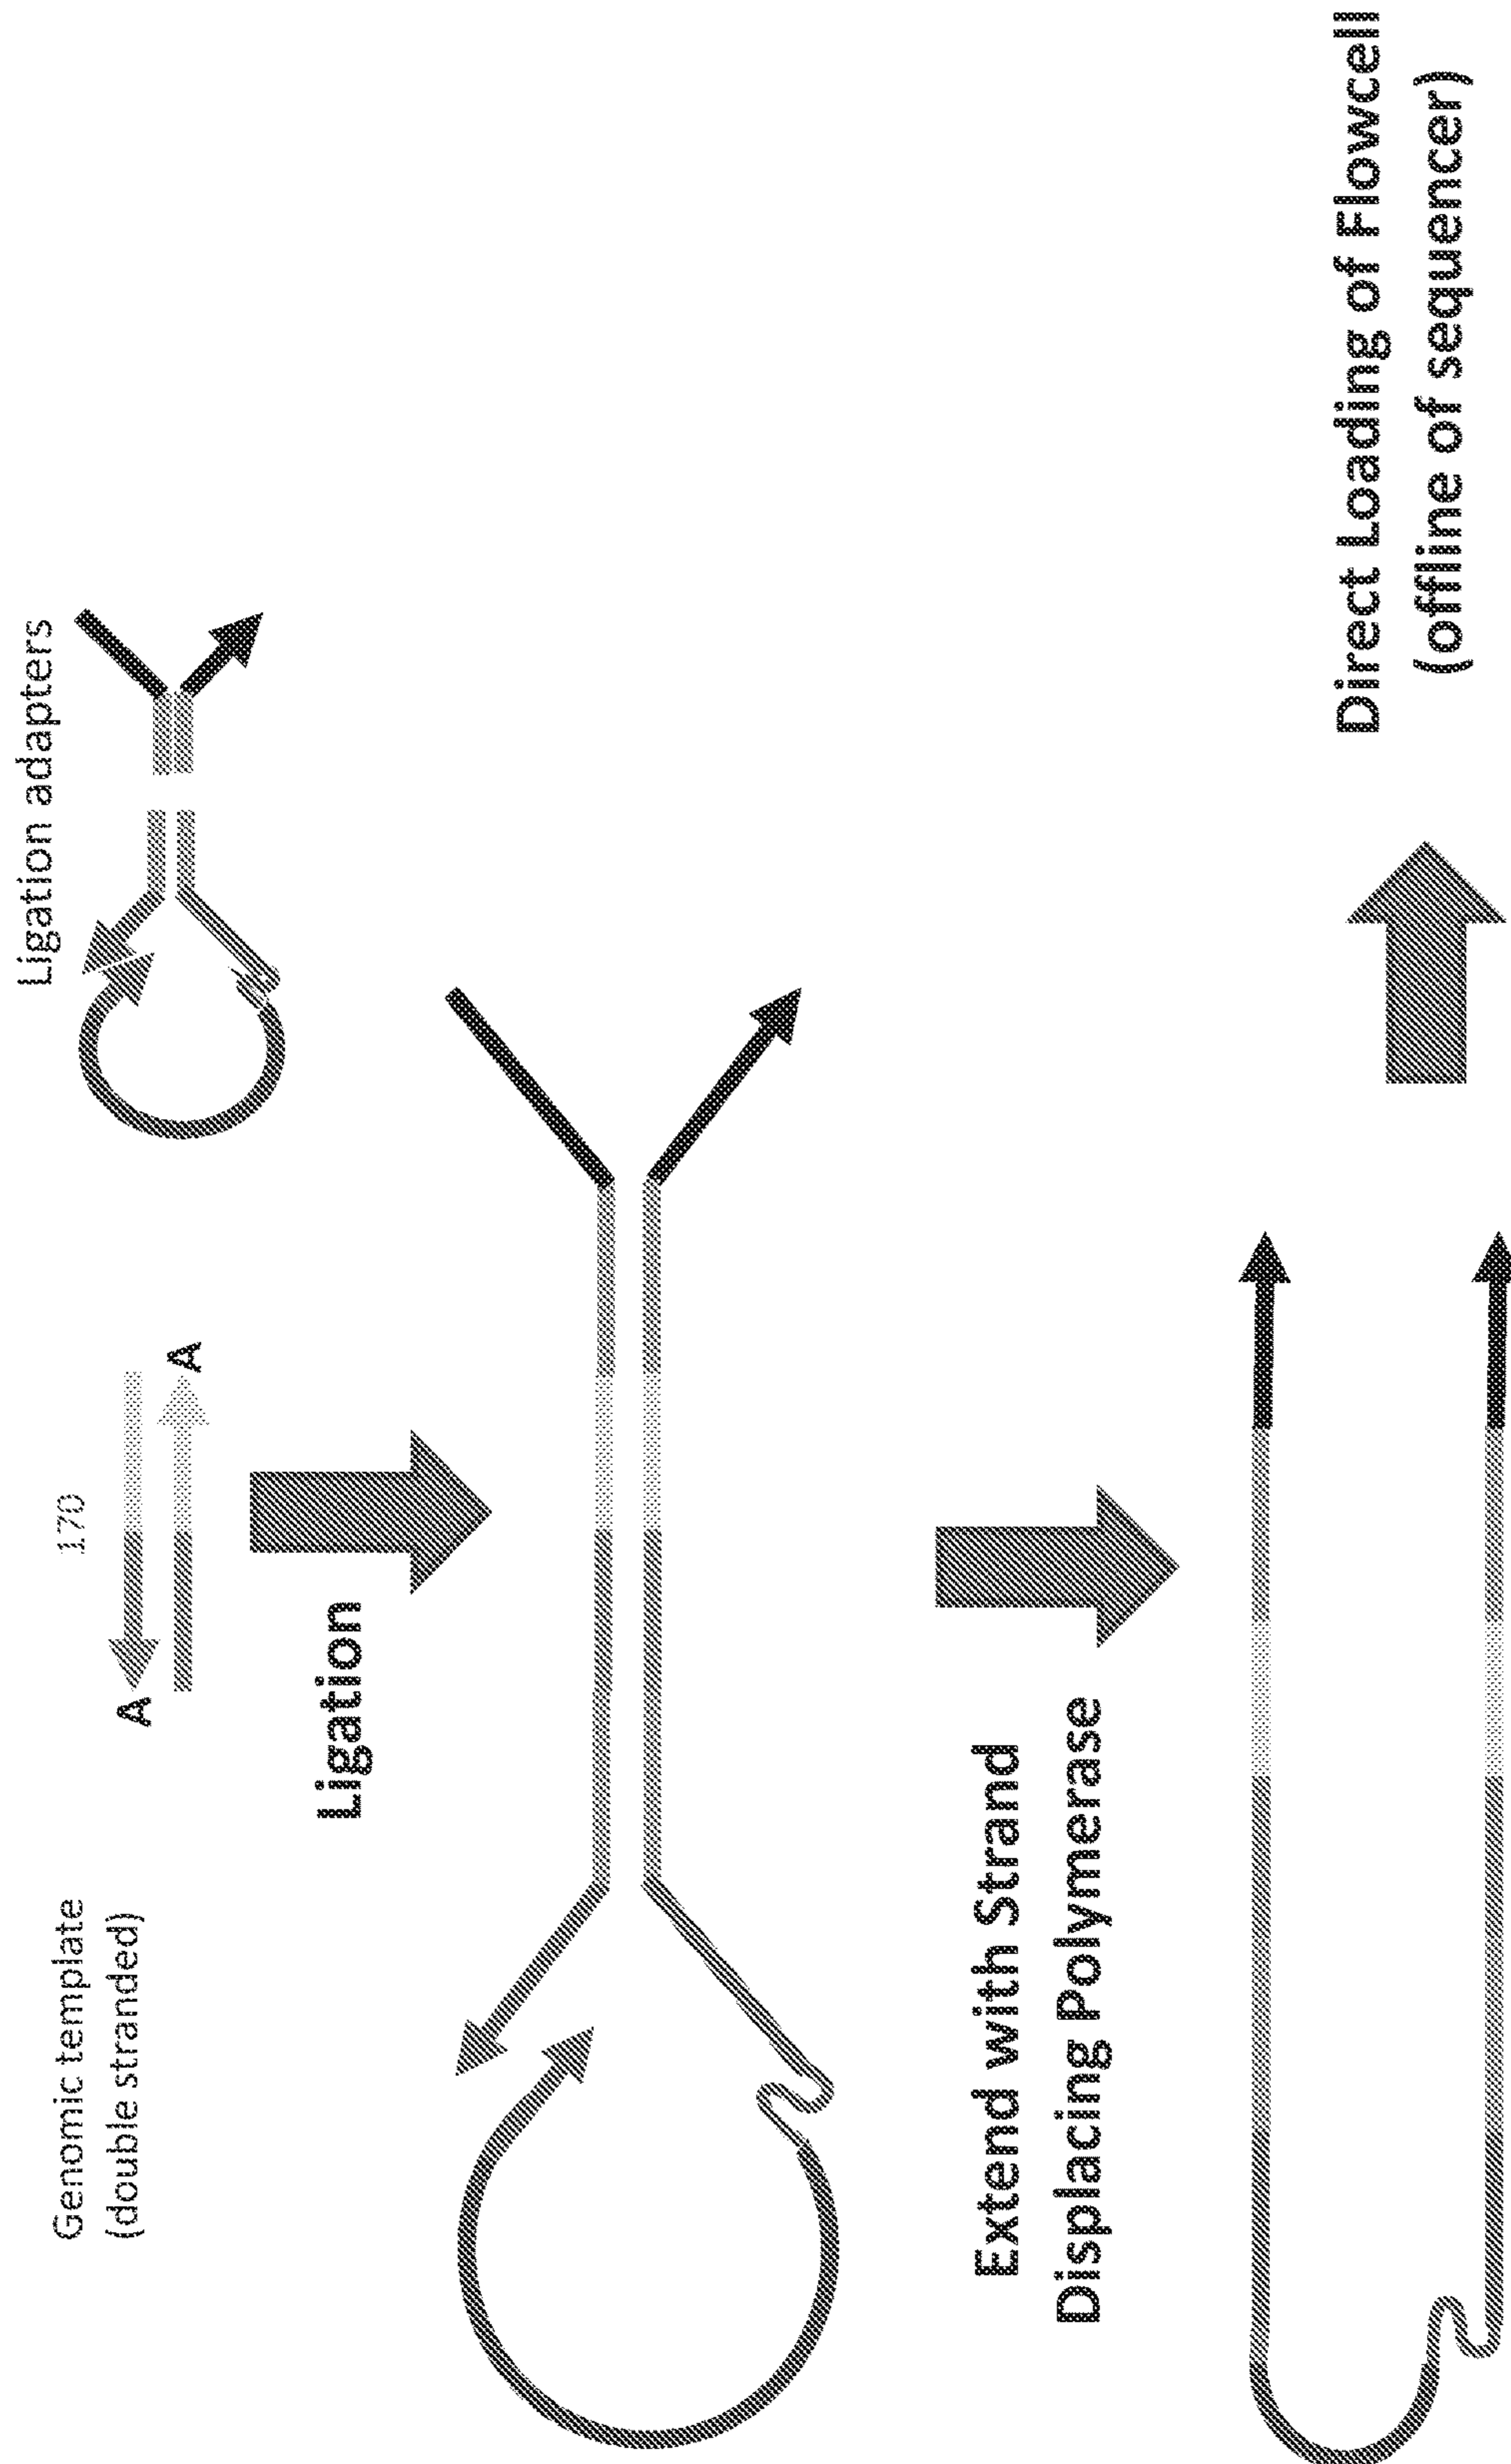 Genomic template
(double stranded)
170
A
A
Ligation adapters
Ligation
Extend with Strand
Displacing Polymerase
Direct Loading of Flowcell
(offline of sequencer)